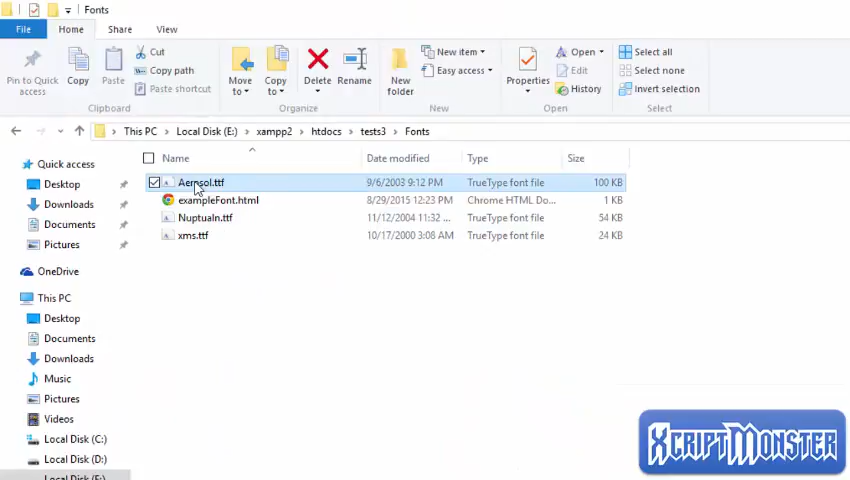 Fonts
File Home Share View
Pin to Quick access
Copy
Paste
Cut
Copy path
Paste shortcut
Clipboard
Move to
Copy to
Delete
Rename
Organize
New folder
New item
Easy access
New
Properties
Open
Edit
History
Open
Select all
Select none
Invert selection
Select
This PC Local Disk (E:) xampp2 htdocs tests3 Fonts
Name Date modified Type Size
Aerosol.ttf 9/6/2003 9:12 PM TrueType font file 100 KB
exampleFont.html 8/29/2015 12:23 PM Chrome HTML Do... 1 KB
Nuptualn.ttf 11/12/2004 11:32 ... TrueType font file 54 KB
xms.ttf 10/17/2000 3:08 AM TrueType font file 24 KB
Quick access
Desktop
Downloads
Documents
Pictures
OneDrive
This PC
Desktop
Documents
Downloads
Music
Pictures
Videos
Local Disk (C:)
Local Disk (D:)
Local Disk (E:)
XcriptMonster